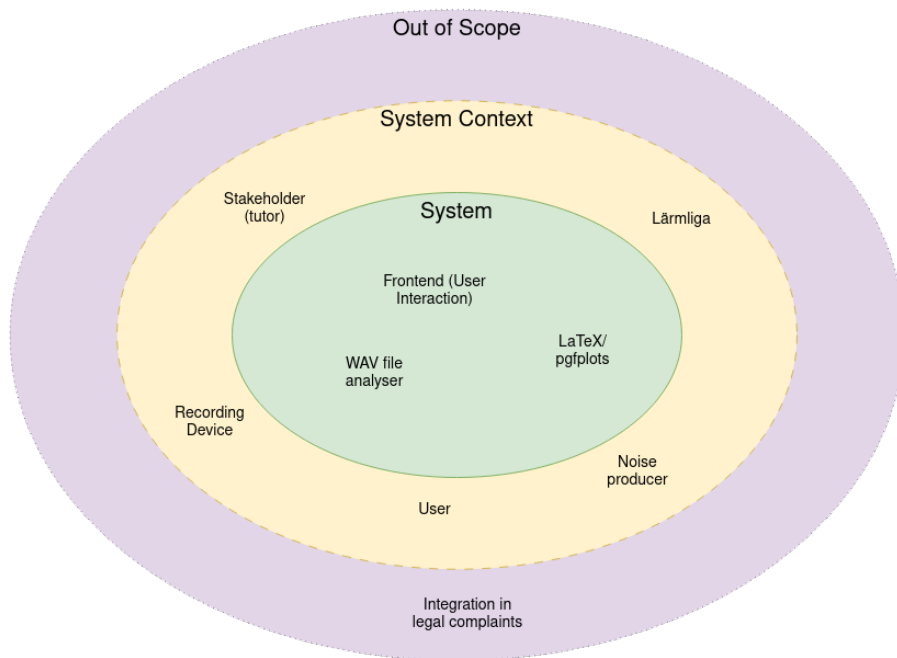 Out of Scope
System Context
Stakeholder
(tutor)
Lärmliga
System
Frontend (User
Interaction)
LaTeX/
pgfplots
WAV file
analyser
Recording
Device
Noise
producer
User
Integration in
legal complaints